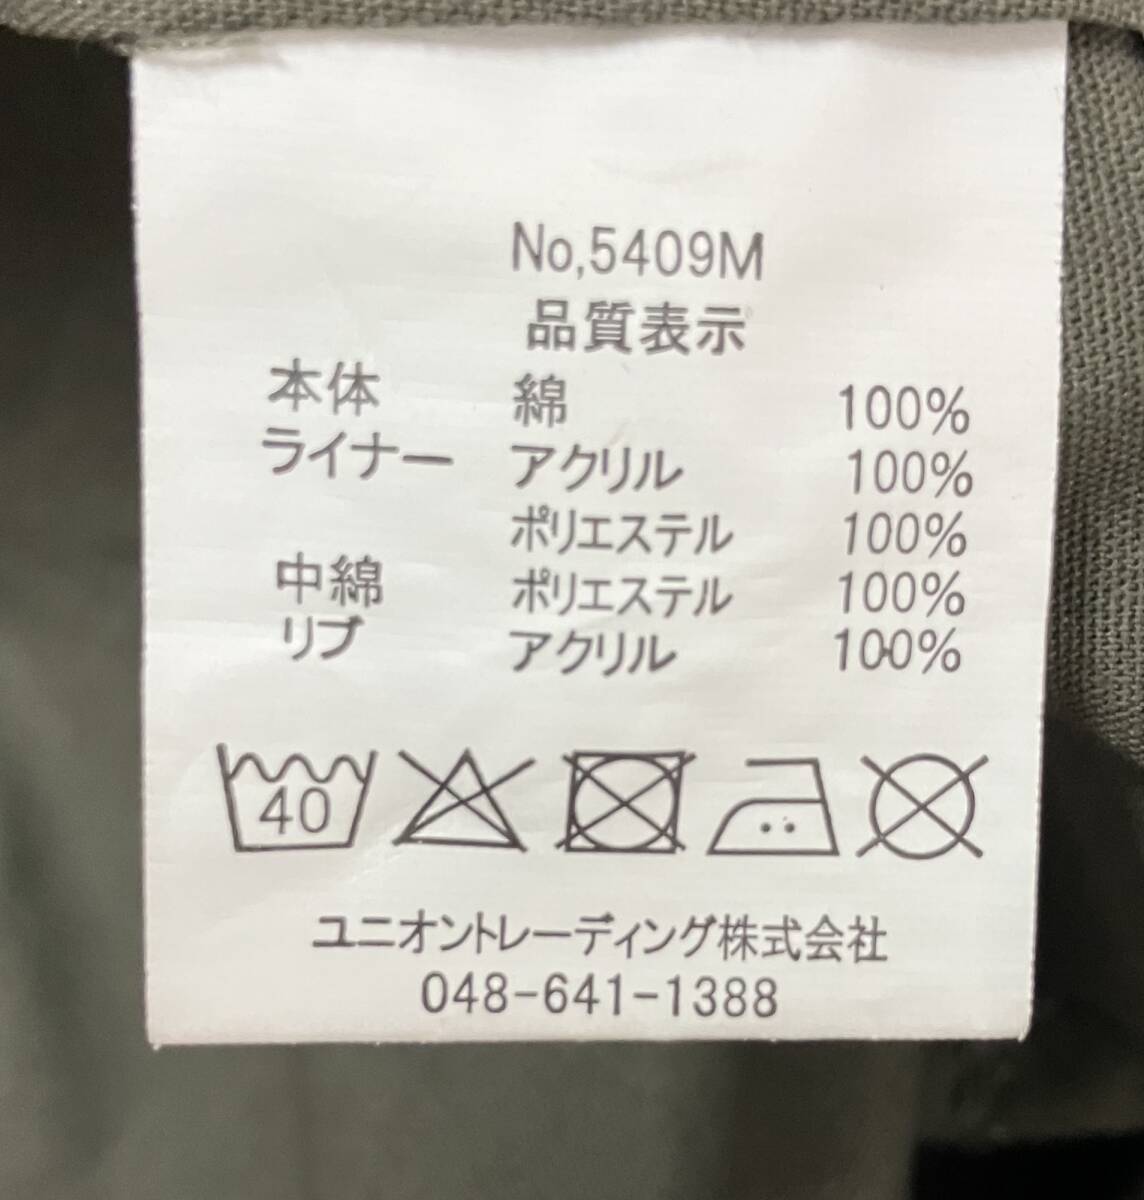 No,5409M
品質表示
本体 綿 100%
ライナー アクリル 100%
ポリエステル 100%
中綿 ポリエステル 100%
リブ アクリル 100%
40
ユニオントレーディング株式会社
048-641-1388